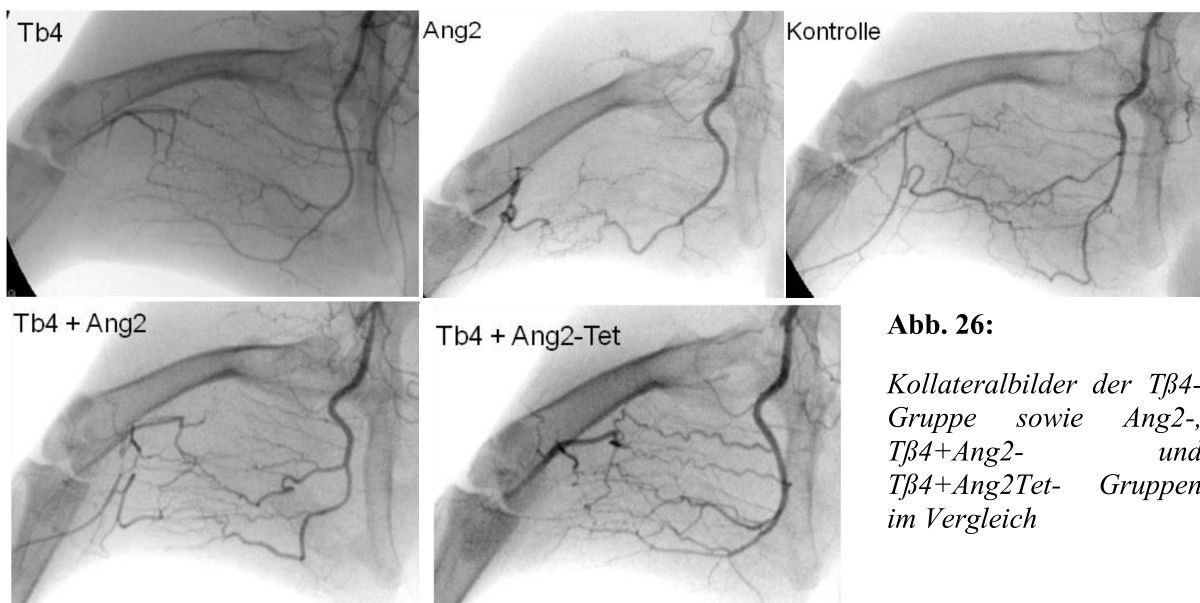 Tb4
Ang2
Kontrolle
Tb4 + Ang2
Tb4 + Ang2-Tet
Abb. 26:
Kollateralbilder der Tβ4-
Gruppe sowie Ang2-,
Tβ4+Ang2- und
Tβ4+Ang2Tet- Gruppen
im Vergleich